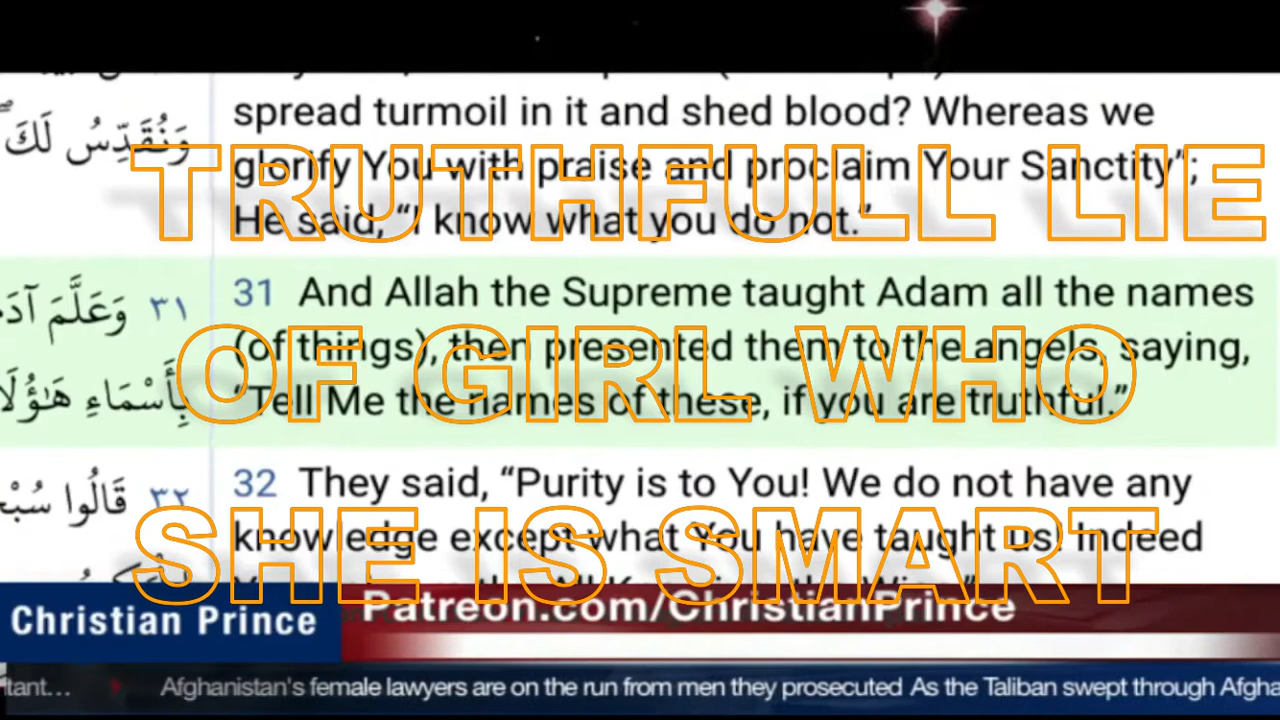 spread turmoil in it and shed blood? Whereas we
وَنُقَدِّسُ لَكَ
glorify You with praise and proclaim Your Sanctity”;
He said, “I know what you do not.”
TRUTHFULL LIE
31 And Allah the Supreme taught Adam all the names
٣١ وَعَلَّمَ
(of things), then presented them to the angels, saying,
“Tell Me the names of these, if you are truthful.”
بِأَسْمَاءِ
OF GIRL WHO
32 They said, “Purity is to You! We do not have any
٣٢ قَالُوا
knowledge except what You have taught us! Indeed
SHE IS SMART
Patreon.com/ChristianPrince
Christian Prince
tant...
Afghanistan's female lawyers are on the run from men they prosecuted As the Taliban swept through Afgha